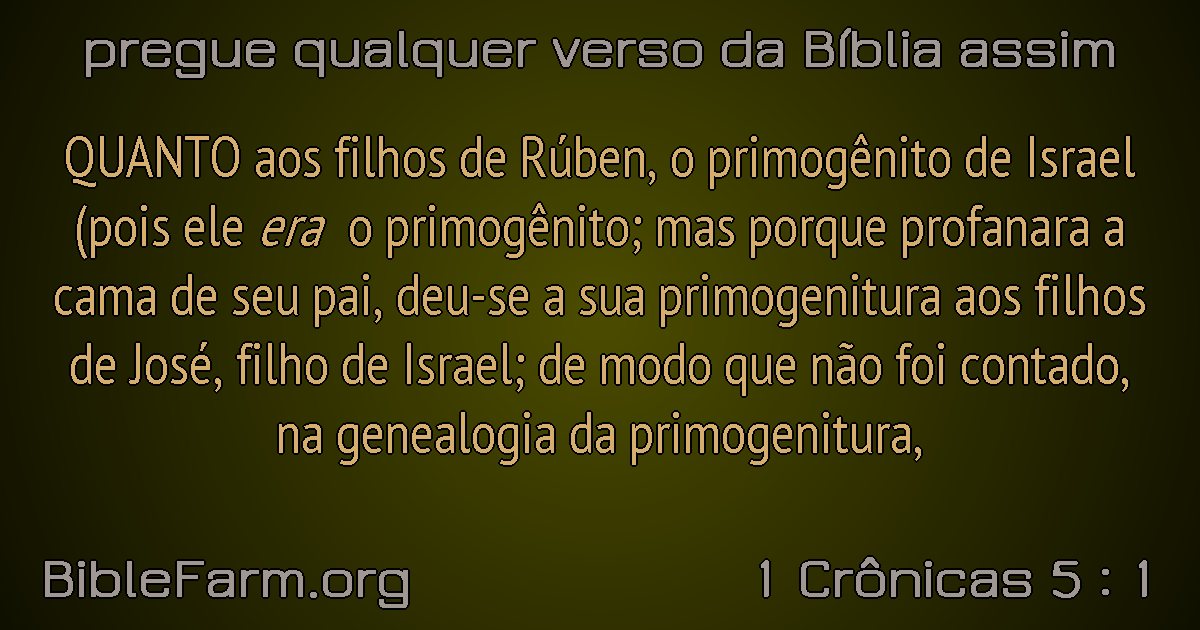 pregue qualquer verso da Bíblia assim
QUANTO aos filhos de Rúben, o primogênito de Israel
(pois ele era o primogênito; mas porque profanara a
cama de seu pai, deu-se a sua primogenitura aos filhos
de José, filho de Israel; de modo que não foi contado,
na genealogia da primogenitura,
BibleFarm.org
1 Crônicas 5 : 1